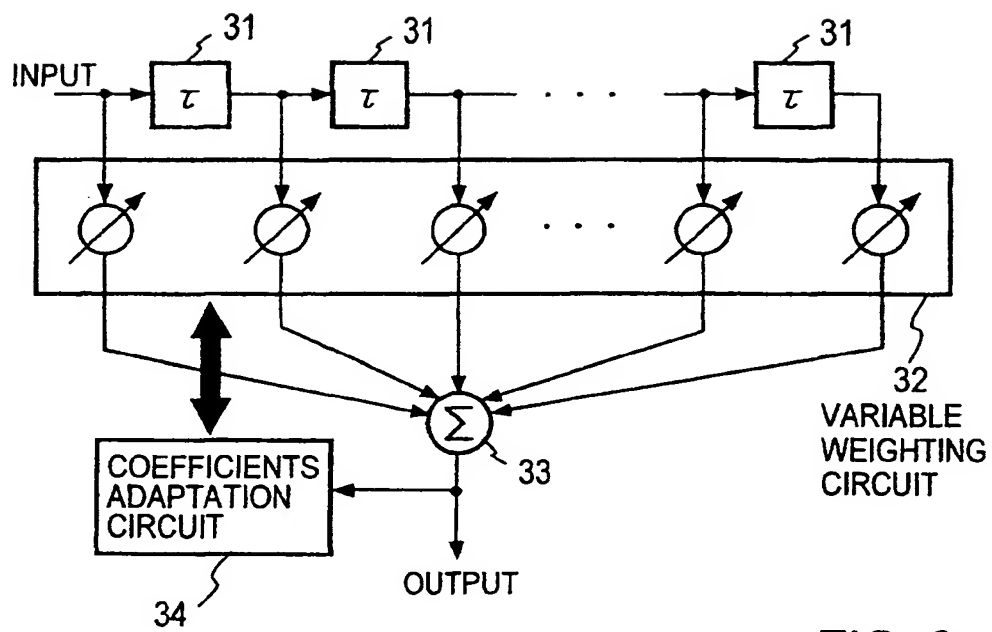 31
31
31
INPUT
τ
τ
· · ·
τ
· · ·
32
VARIABLE
WEIGHTING
CIRCUIT
Σ
33
COEFFICIENTS
ADAPTATION
CIRCUIT
OUTPUT
34